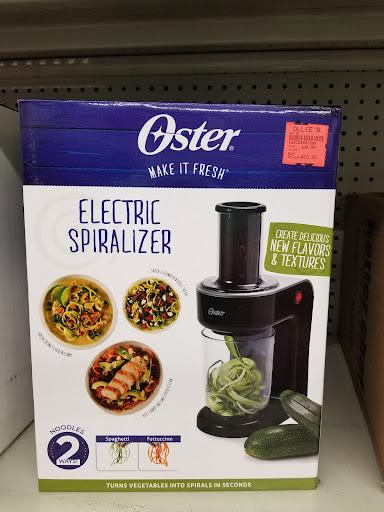 OLLIE'S
Oster®
MAKE IT FRESH®
ELECTRIC
SPIRALIZER
CREATE DELICIOUS
NEW FLAVORS
& TEXTURES
Oster
NOODLES
2
WAYS!
Spaghetti
Fettuccine
TURNS VEGETABLES INTO SPIRALS IN SECONDS